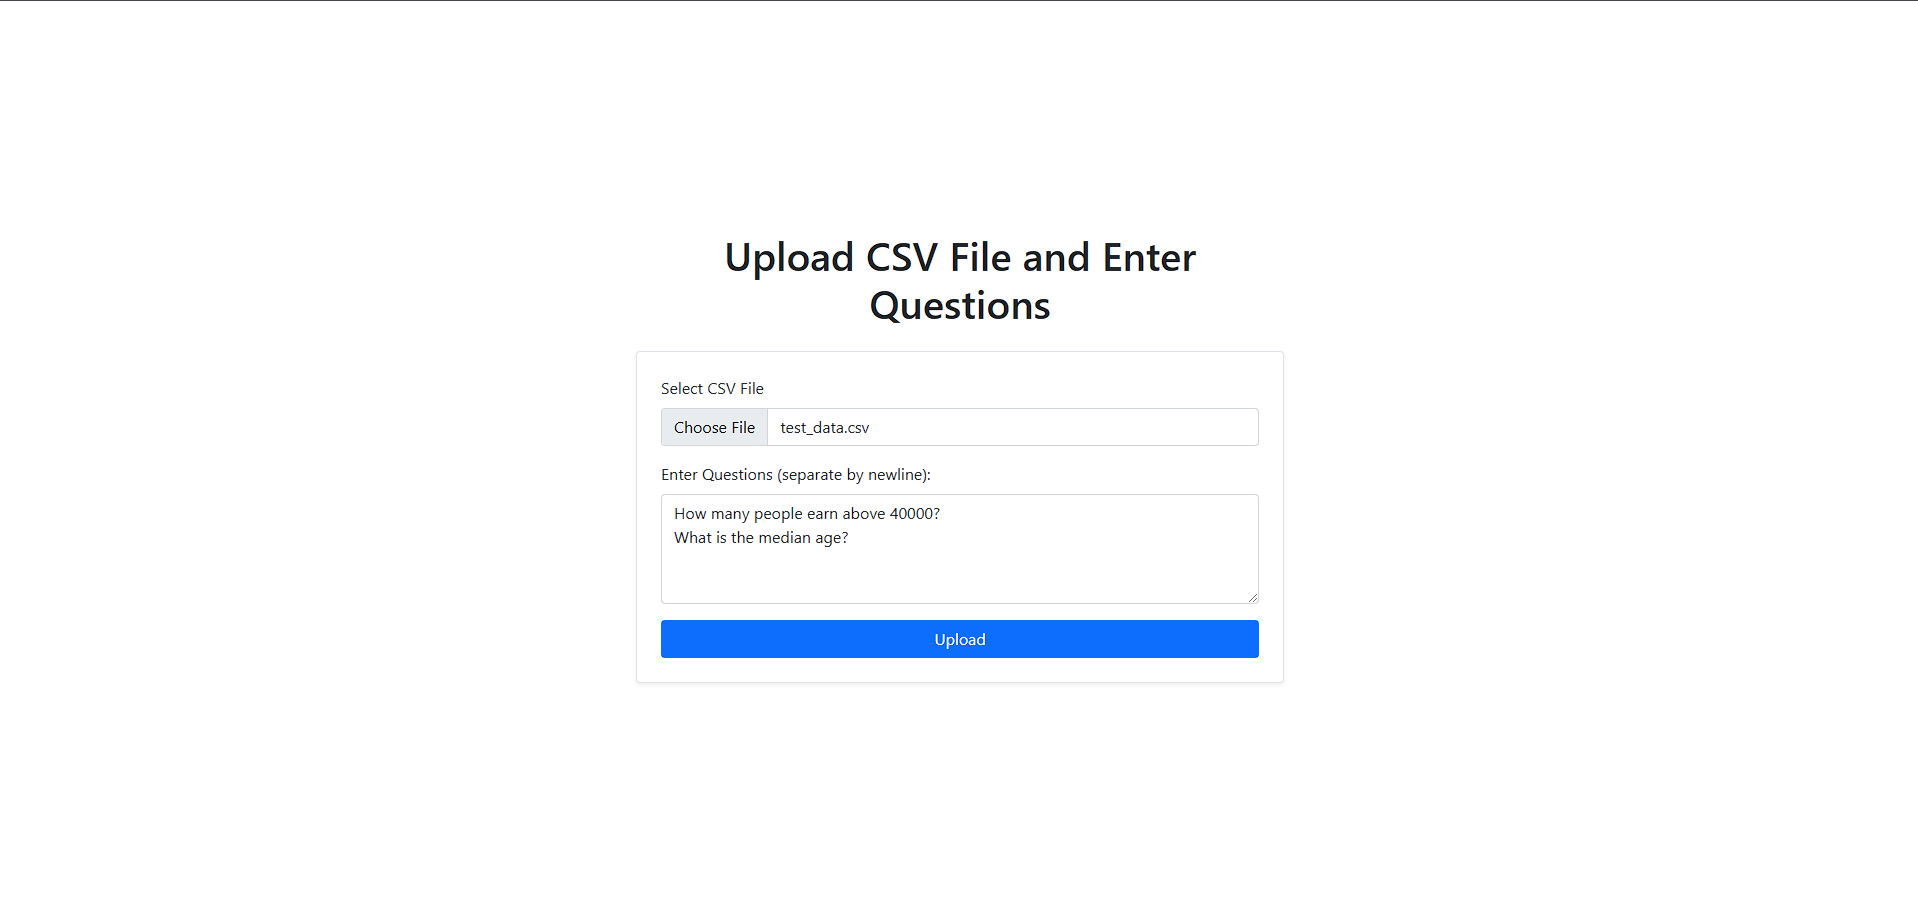 Upload CSV File and Enter
Questions
Select CSV File
Choose File test_data.csv
Enter Questions (separate by newline):
How many people earn above 40000?
What is the median age?
Upload